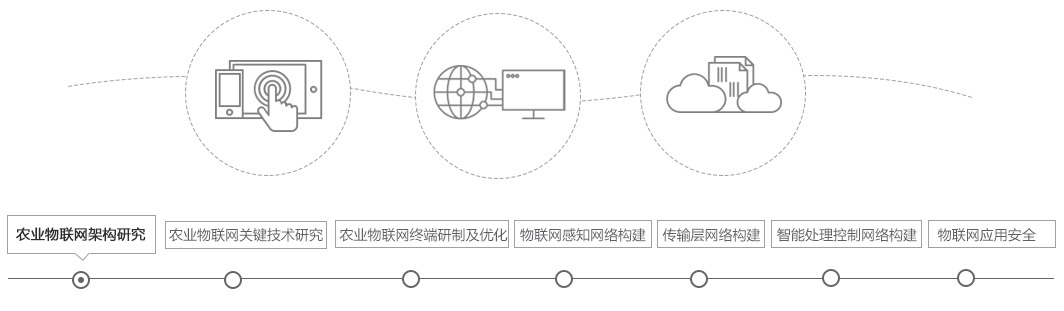 农业物联网架构研究
农业物联网关键技术研究
农业物联网终端研制及优化
物联网感知网络构建
传输层网络构建
智能处理控制网络构建
物联网应用安全